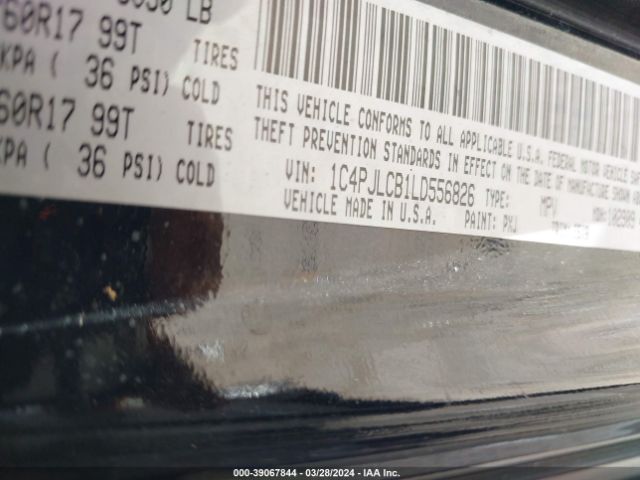 LB
60R17 99T TIRES
KPA ( 36 PSI) COLD
60R17 99T TIRES
KPA ( 36 PSI) COLD
THIS VEHICLE CONFORMS TO ALL APPLICABLE U.S.A. FEDERAL MOTOR VEHICLE
THEFT PREVENTION STANDARDS IN EFFECT ON THE DATE OF MANUFACTURE SHOWN
VIN: 1C4PJLCB1LD556826 TYPE: MPV
VEHICLE MADE IN U.S.A. PAINT: PXJ
000-39067844 / 03/28/2024 - IAA Inc.